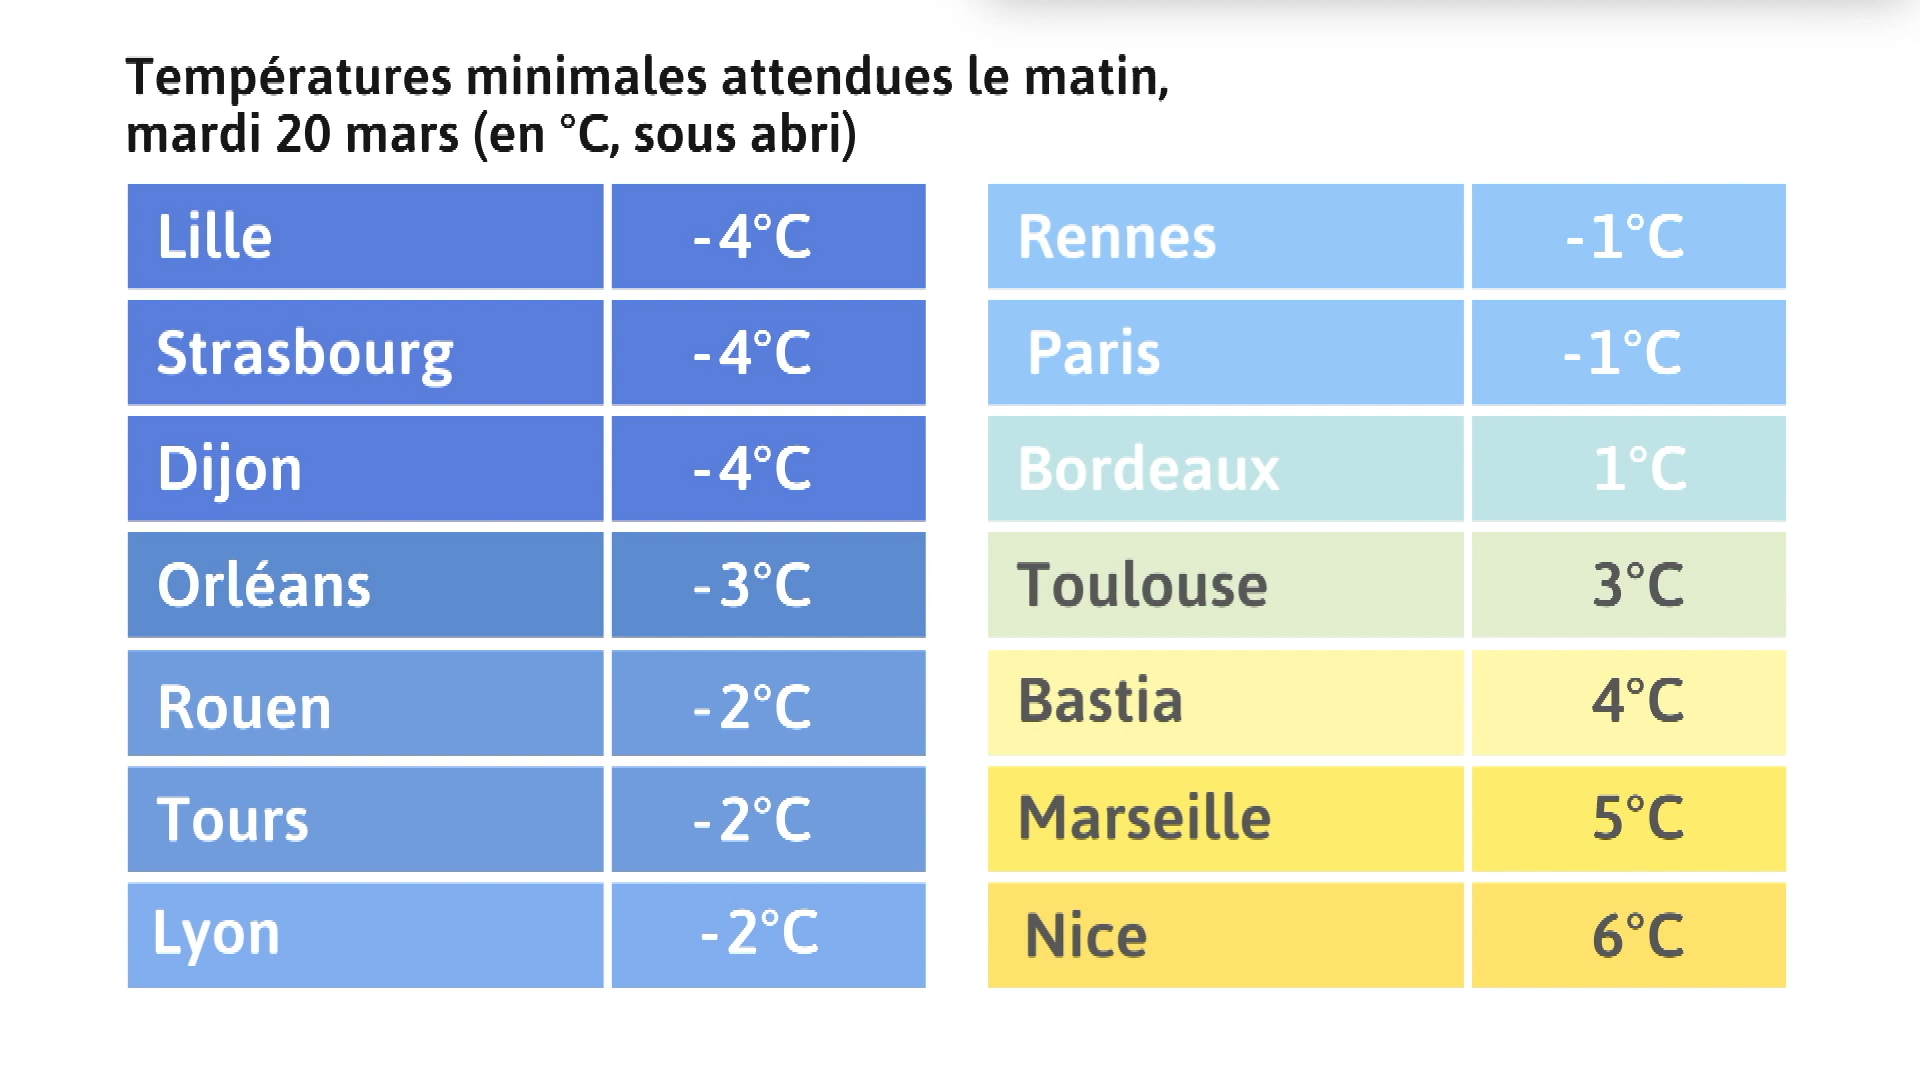 Températures minimales attendues le matin,
mardi 20 mars (en °C, sous abri)
Lille -4°C
Strasbourg -4°C
Dijon -4°C
Orléans -3°C
Rouen -2°C
Tours -2°C
Lyon -2°C
Rennes -1°C
Paris -1°C
Bordeaux 1°C
Toulouse 3°C
Bastia 4°C
Marseille 5°C
Nice 6°C